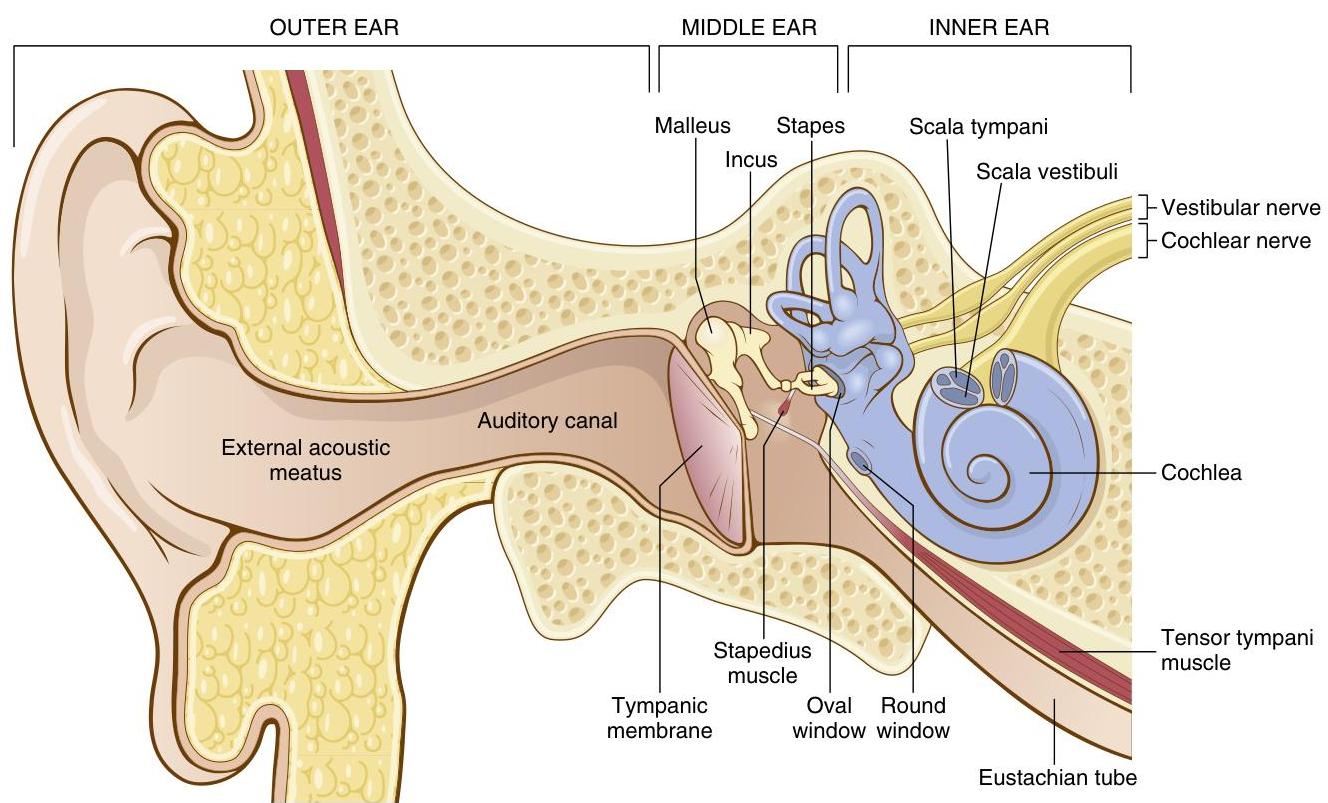 OUTER EAR
MIDDLE EAR
INNER EAR
Malleus
Stapes
Scala tympani
Incus
Scala vestibuli
Vestibular nerve
Cochlear nerve
Auditory canal
External acoustic
meatus
Cochlea
Tensor tympani
muscle
Stapedius
muscle
Tympanic
membrane
Oval
window
Round
window
Eustachian tube